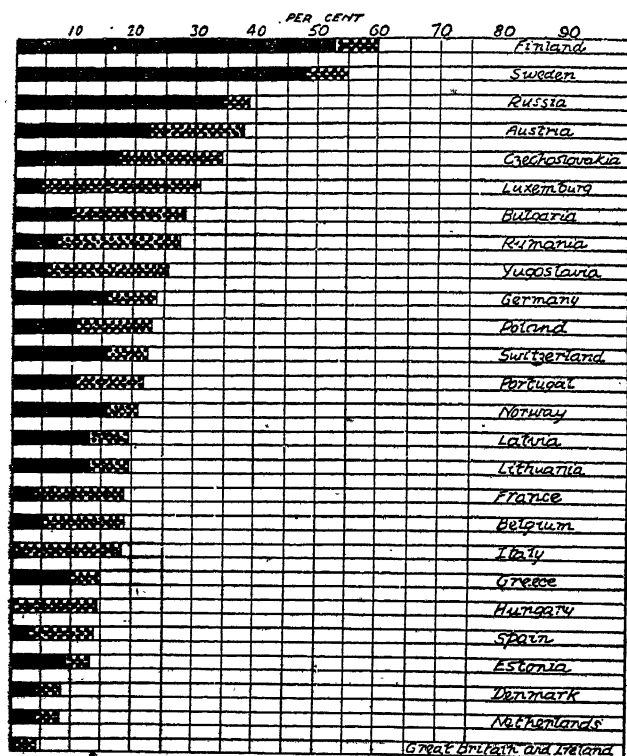 PER CENT
10 20 30 40 50 60 70 80 90
Finland
Sweden
Russia
Austria
Czechoslovakia
Luxemburg
Bulgaria
Rumania
Yugoslavia
Germany
Poland
Switzerland
Portugal
Norway
Latvia
Lithuania
France
Belgium
Italy
Greece
Hungary
Spain
Estonia
Denmark
Netherlands
Great Britain and Ireland